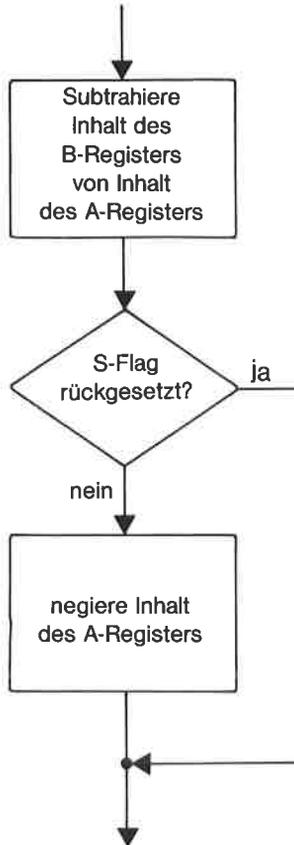 Subtrahiere
Inhalt des
B-Registers
von Inhalt
des A-Registers
S-Flag
rückgesetzt?
ja
nein
negiere Inhalt
des A-Registers